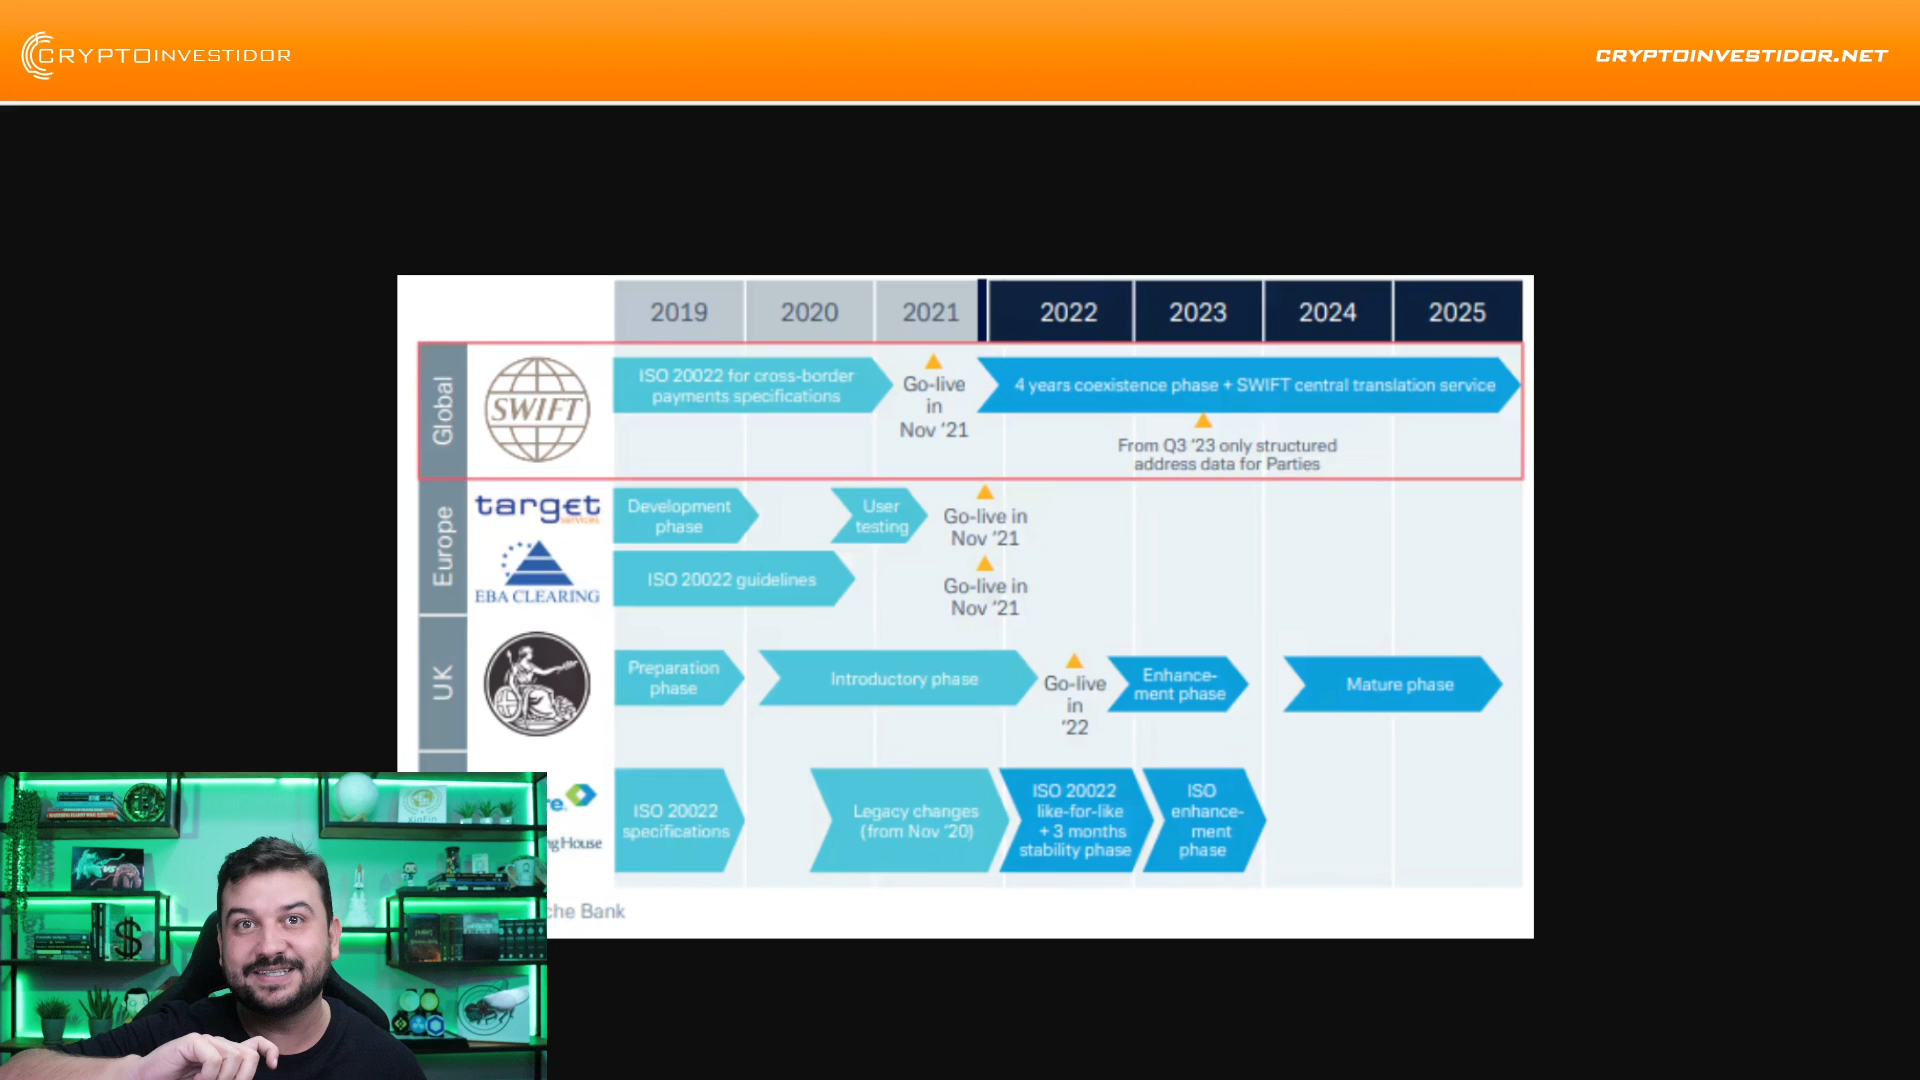 CRYPTOINVESTIDOR
CRYPTOINVESTIDOR.NET
2019
2020
2021
2022
2023
2024
2025
Global
SWIFT
ISO 20022 for cross-border
payments specifications
Go-live
in
Nov '21
4 years coexistence phase + SWIFT central translation service
From Q3 '23 only structured
address data for Parties
Europe
target
services
Development
phase
User
testing
Go-live in
Nov '21
EBA CLEARING
ISO 20022 guidelines
Go-live in
Nov '21
UK
Preparation
phase
Introductory phase
Go-live
in
'22
Enhance-
ment phase
Mature phase
e.
ng House
ISO 20022
specifications
Legacy changes
(from Nov '20)
ISO 20022
like-for-like
+ 3 months
stability phase
ISO
enhance-
ment
phase
che Bank
XinFin
$